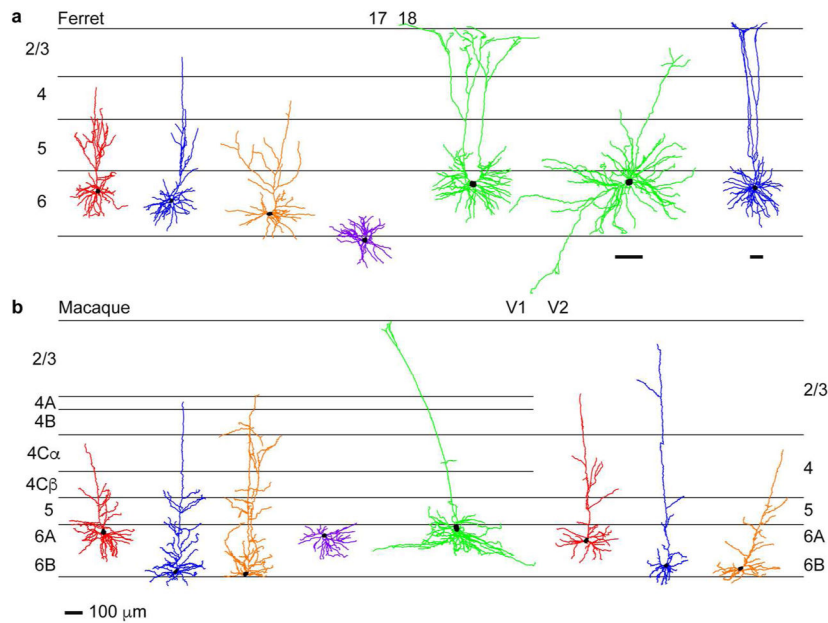 a Ferret 17 18
2/3
4
5
6
b Macaque V1 V2
2/3
2/3
4A
4B
4Cα 4
4Cβ
5 5
6A 6A
6B 6B
100 μm